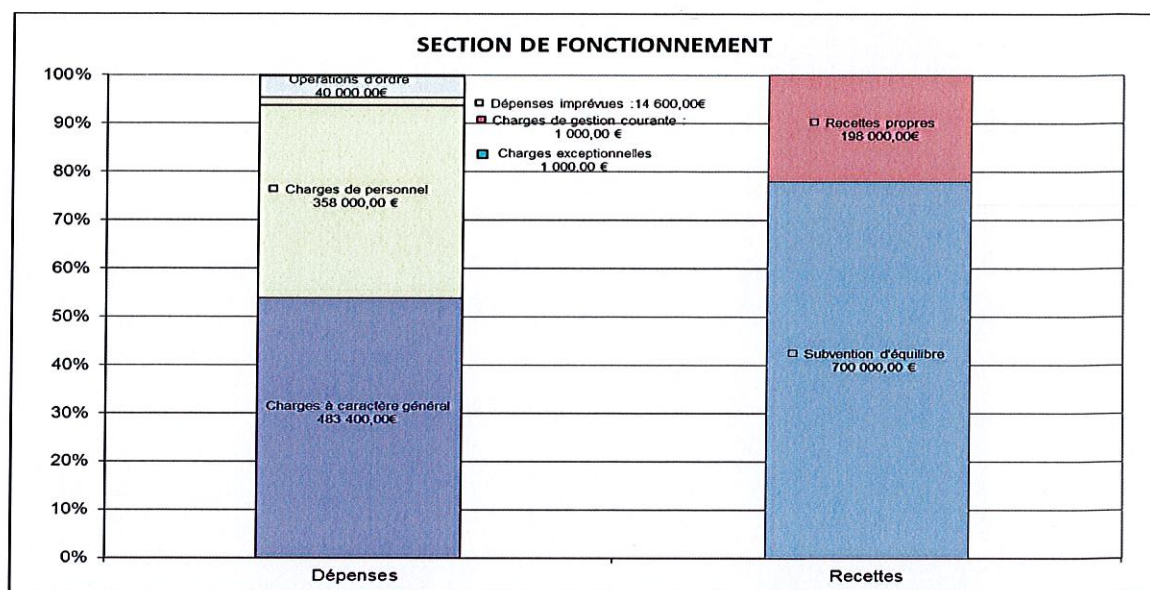 SECTION DE FONCTIONNEMENT
100%
90%
80%
70%
60%
50%
40%
30%
20%
10%
0%
Opérations d'ordre
40 000,00€
Charges de personnel
358 000,00 €
Charges à caractère général
483 400,00€
Dépenses imprévues :14 600,00€
Charges de gestion courante :
1 000,00 €
Charges exceptionnelles
1 000.00 €
Recettes propres
198 000,00€
Subvention d'équilibre
700 000,00 €
Dépenses
Recettes